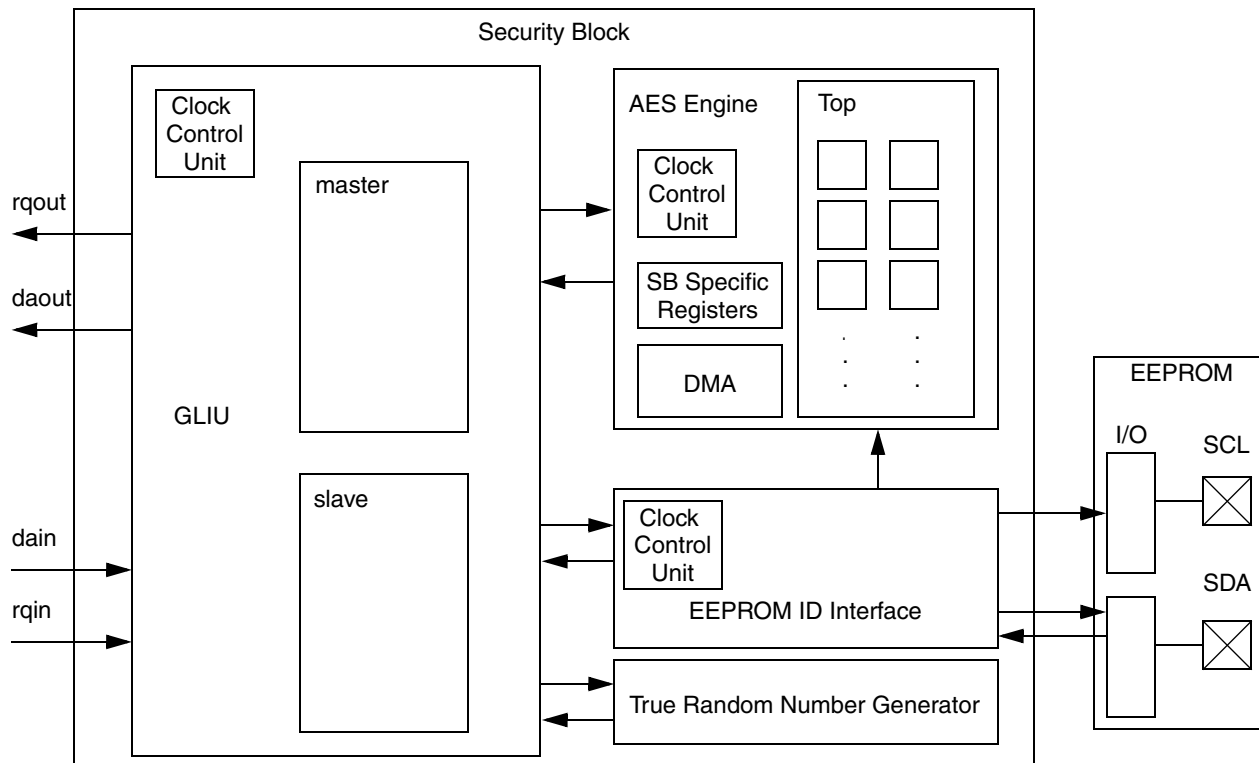 Security Block
Clock
Control
Unit
master
rqout
daout
GLIU
slave
dain
rqin
AES Engine
Top
Clock
Control
Unit
SB Specific
Registers
DMA
Clock
Control
Unit
EEPROM ID Interface
True Random Number Generator
EEPROM
I/O
SCL
SDA